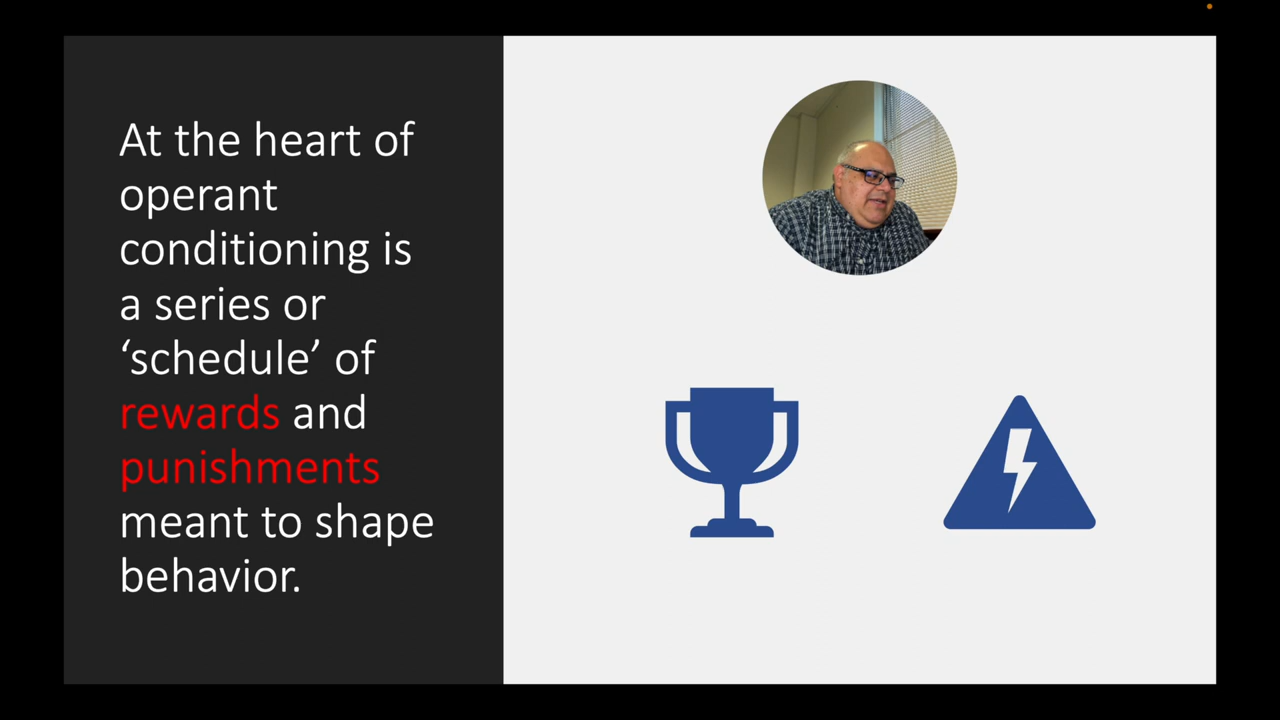 At the heart of
operant
conditioning is
a series or
‘schedule’ of
rewards and
punishments
meant to shape
behavior.